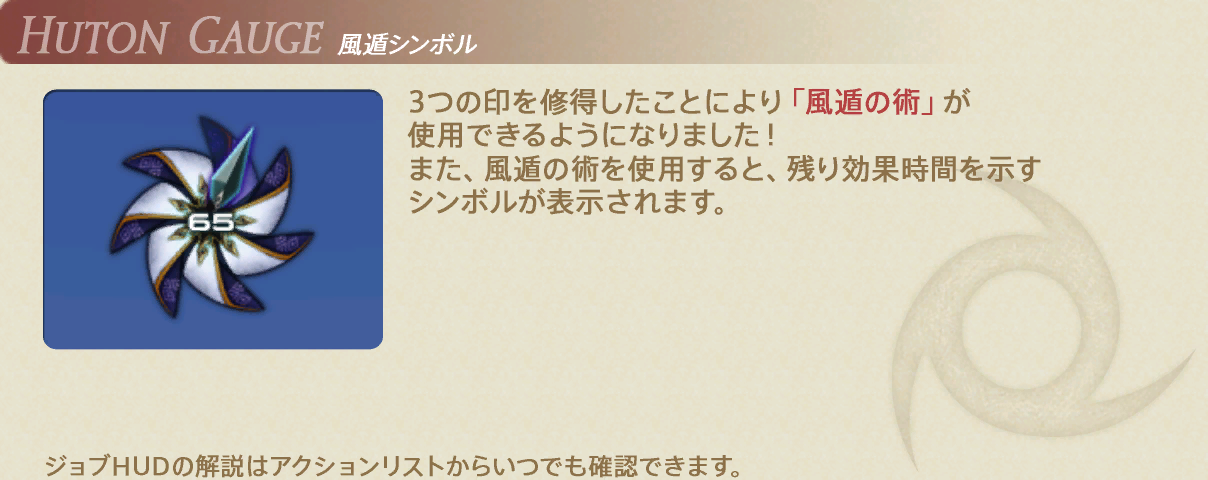 HUTON GAUGE 風遁シンボル
3つの印を修得したことにより「風遁の術」が
使用できるようになりました!
また、風遁の術を使用すると、残り効果時間を示す
シンボルが表示されます。
65
ジョブHUDの解説はアクションリストからいつでも確認できます。